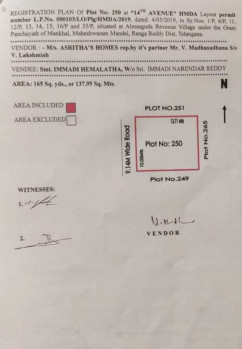 REGISTRATION PLAN OF Plot No: 250 at "14TH AVENUE" HMDA Layout permit
number L.P.No. 000103/LO/Plg/HMDA/2019, dated: 4/05/2019, in Sy.Nos. 1/P, 6/P, 11,
12/P, 13, 14, 15, 16/P and 35/P, situated at Almasguda Revenue Village under the Gram
Panchayath of Mankhal, Maheshwaram Mandal, Ranga Reddy Dist, Telangana.
VENDOR : - M/s. ASRITHA'S HOMES rep.by it's partner Mr. V. Madhusudhana S/o
V. Lakshmiah
VENDEE: Smt. IMMADI HEMALATHA, W/o Sri. IMMADI NARENDAR REDDY
AREA: 165 Sq. yds., or 137.95 Sq. Mts.
N
AREA INCLUDED
AREA EXCLUDED
PLOT NO.251
9.14M Wide Road
Plo No: 250
Plot No.265
Plot No.249
WITNESSES:
1.
2.
VENDOR